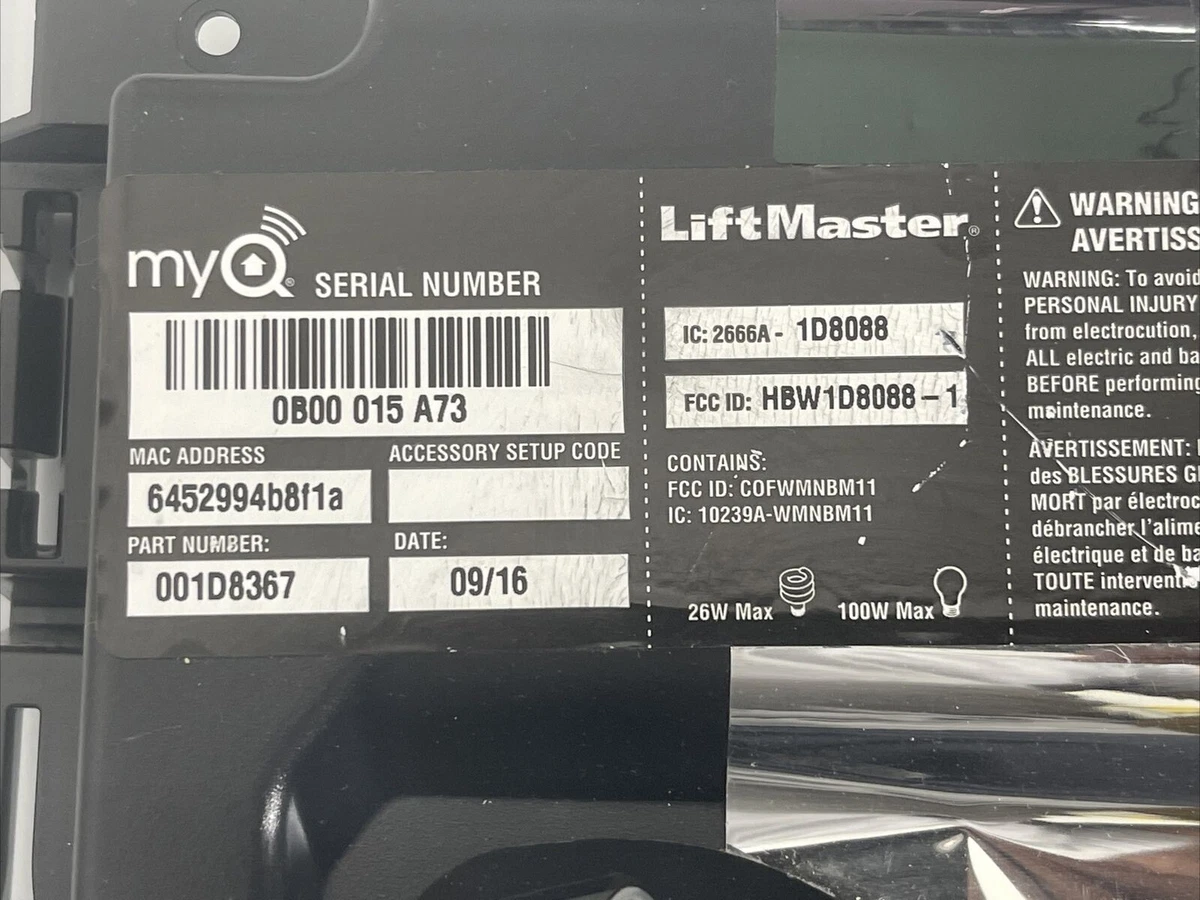 myQ® SERIAL NUMBER
0B00 015 A73
MAC ADDRESS
6452994b8f1a
ACCESSORY SETUP CODE
PART NUMBER:
001D8367
DATE:
09/16
LiftMaster®
IC: 2666A - 1D8088
FCC ID: HBW1D8088 – 1
CONTAINS:
FCC ID: COFWMNBM11
IC: 10239A-WMNBM11
26W Max
100W Max
WARNING
AVERTISS
WARNING: To avoid
PERSONAL INJURY
from electrocution,
ALL electric and ba
BEFORE performing
maintenance.
AVERTISSEMENT:
des BLESSURES G
MORT par électroc
débrancher l'alime
électrique et de ba
TOUTE interventi
maintenance.